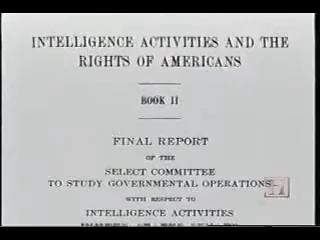 INTELLIGENCE ACTIVITIES AND THE
RIGHTS OF AMERICANS
BOOK II
FINAL REPORT
OF THE
SELECT COMMITTEE
TO STUDY GOVERNMENTAL OPERATIONS
WITH RESPECT TO
INTELLIGENCE ACTIVITIES